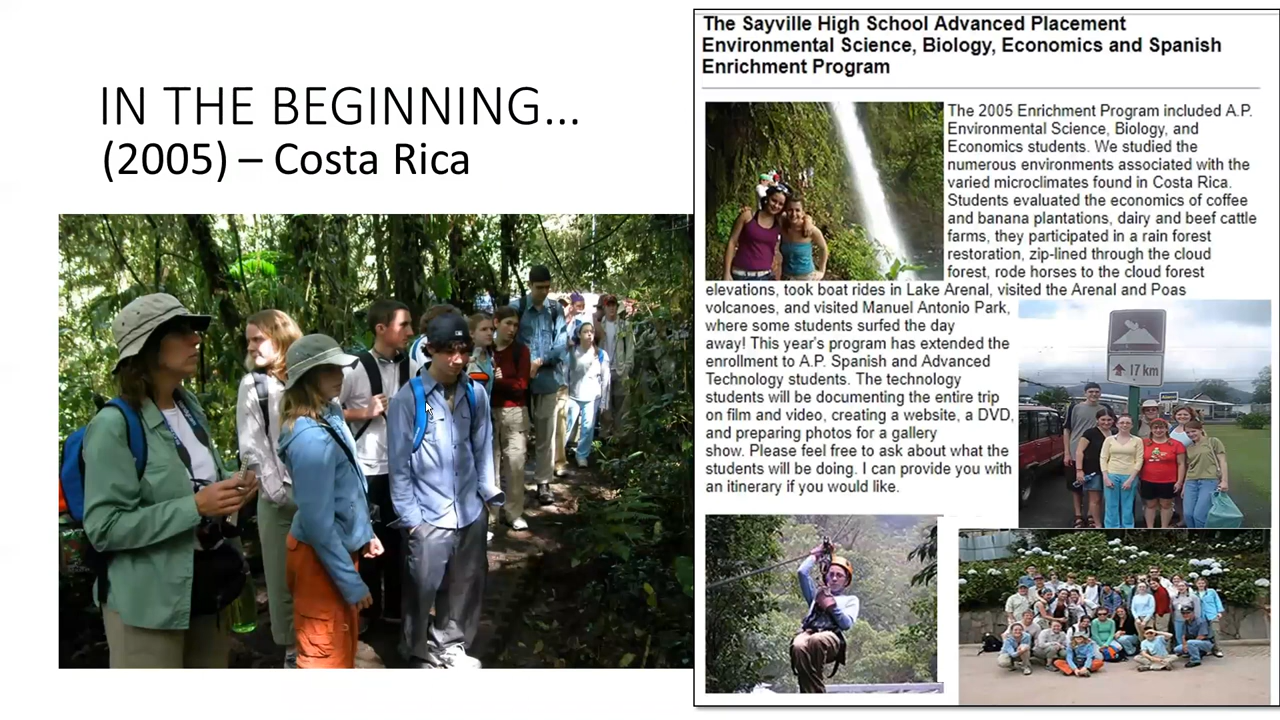 IN THE BEGINNING...
(2005) – Costa Rica
The Sayville High School Advanced Placement
Environmental Science, Biology, Economics and Spanish
Enrichment Program
The 2005 Enrichment Program included A.P.
Environmental Science, Biology, and
Economics students. We studied the
numerous environments associated with the
varied microclimates found in Costa Rica.
Students evaluated the economics of coffee
and banana plantations, dairy and beef cattle
farms, they participated in a rain forest
restoration, zip-lined through the cloud
forest, rode horses to the cloud forest
elevations, took boat rides in Lake Arenal, visited the Arenal and Poas
volcanoes, and visited Manuel Antonio Park,
where some students surfed the day
away! This year's program has extended the
enrollment to A.P. Spanish and Advanced
Technology students. The technology
students will be documenting the entire trip
on film and video, creating a website, a DVD,
and preparing photos for a gallery
show. Please feel free to ask about what the
students will be doing. I can provide you with
an itinerary if you would like.
17 km